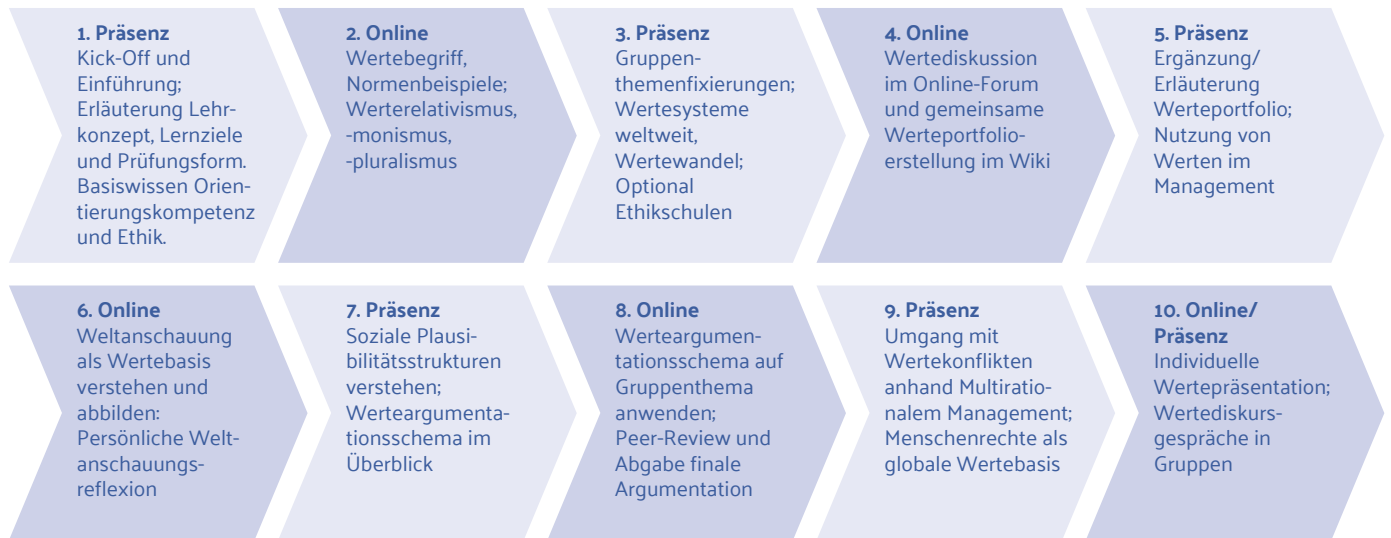 1. Präsenz
Kick-Off und
Einführung;
Erläuterung Lehr-
konzept, Lernziele
und Prüfungsform.
Basiswissen Orien-
tierungskompetenz
und Ethik.
2. Online
Wertebegriff,
Normenbeispiele;
Werterelativismus,
-monismus,
-pluralismus
3. Präsenz
Gruppen-
themenfixierungen;
Wertesysteme
weltweit,
Wertewandel;
Optional
Ethikschulen
4. Online
Wertediskussion
im Online-Forum
und gemeinsame
Werteportfolio-
erstellung im Wiki
5. Präsenz
Ergänzung/
Erläuterung
Werteportfolio;
Nutzung von
Werten im
Management
6. Online
Weltanschauung
als Wertebasis
verstehen und
abbilden:
Persönliche Welt-
anschauungs-
reflexion
7. Präsenz
Soziale Plausi-
bilitätsstrukturen
verstehen;
Werteargumenta-
tionsschema im
Überblick
8. Online
Werteargumen-
tationsschema auf
Gruppenthema
anwenden;
Peer-Review und
Abgabe finale
Argumentation
9. Präsenz
Umgang mit
Wertekonflikten
anhand Multiratio-
nalem Management;
Menschenrechte als
globale Wertebasis
10. Online/
Präsenz
Individuelle
Wertepräsentation;
Wertediskurs-
gespräche in
Gruppen